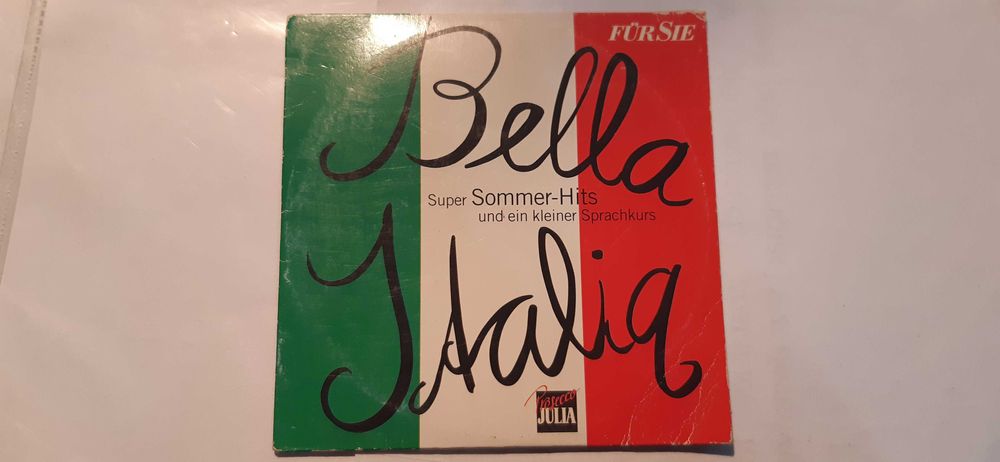 FÜR SIE
Bella
Super Sommer-Hits
und ein kleiner Sprachkurs
Italia
Prosecco
JULIA